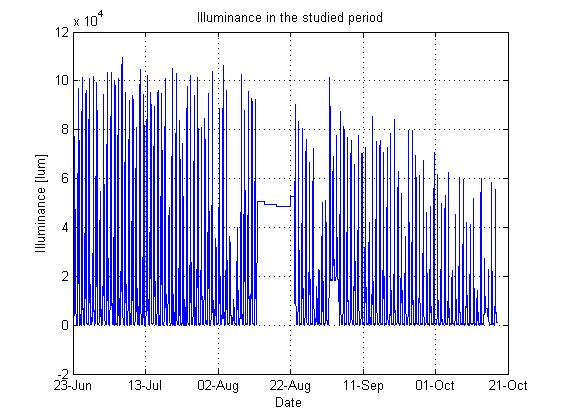 Illuminance in the studied period
x 10^4
12
10
8
6
4
2
0
-2
Illuminance [lum]
23-Jun 13-Jul 02-Aug 22-Aug 11-Sep 01-Oct 21-Oct
Date